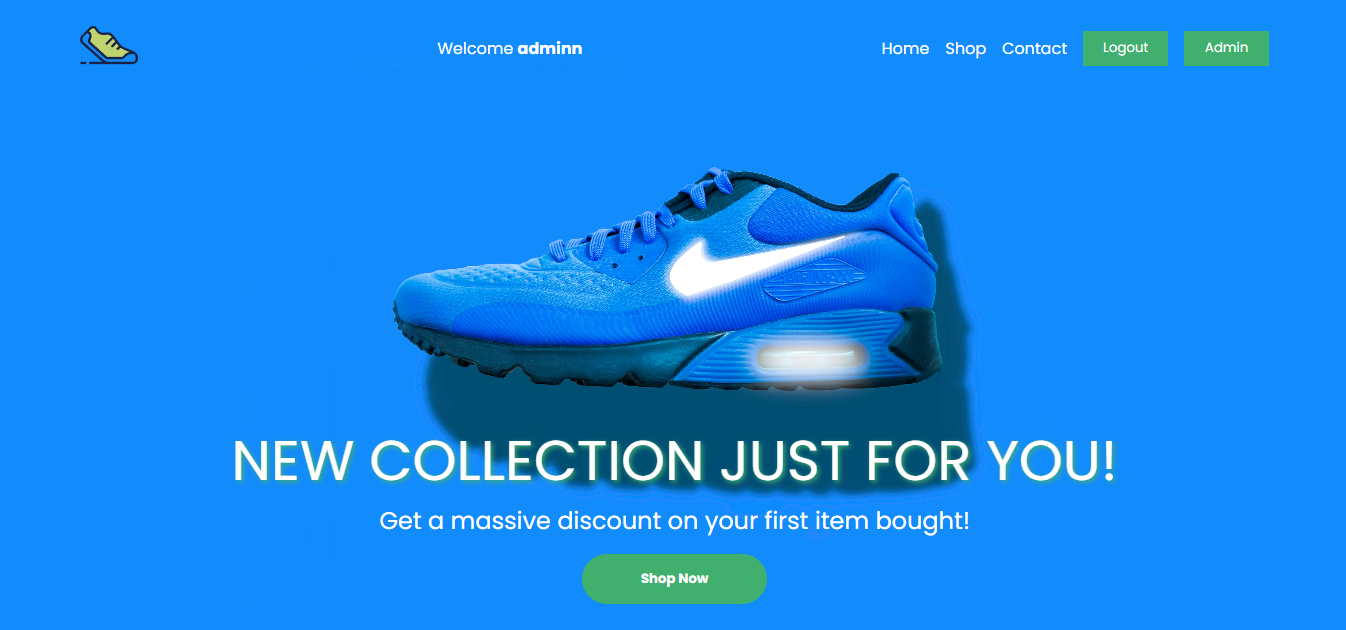 Welcome adminn
Home Shop Contact Logout Admin
AIR MAX
NEW COLLECTION JUST FOR YOU!
Get a massive discount on your first item bought!
Shop Now